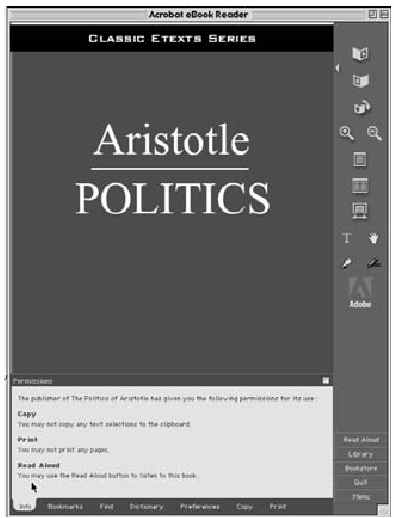 Acrobat eBook Reader
CLASSIC ETEXTS SERIES
Aristotle
POLITICS
T
Adobe
Permissions
The publisher of The Politics of Aristotle has given you the following permissions for its use:
Copy
You may not copy any text selections to the clipboard.
Print
You may not print any pages.
Read Aloud
You may use the Read Aloud button to listen to this book.
Read Aloud
Library
Bookstore
Quit
Menu
Info Bookmarks Find Dictionary Preferences Copy Print